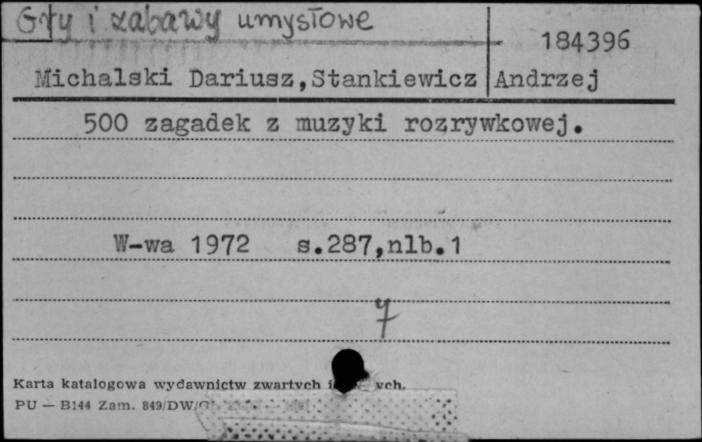 Gry i zabawy umysłowe
184396
Michalski Dariusz,Stankiewicz Andrzej
500 zagadek z muzyki rozrywkowej.
W-wa 1972 s.287,nlb.1
Karta katalogowa wydawnictw zwartych
PU — B144 Zam. 849/DW/